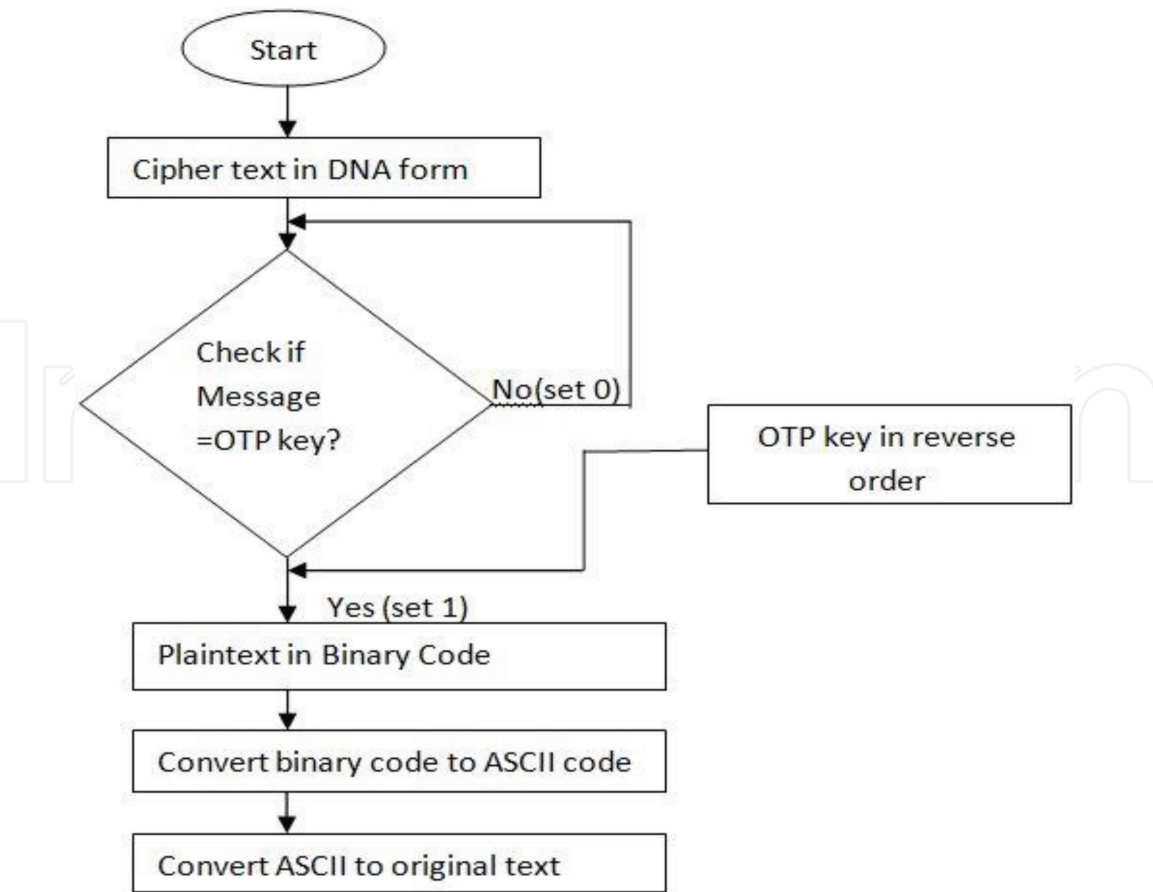 Start
Cipher text in DNA form
Check if
Message
=OTP key?
No(set 0)
OTP key in reverse
order
Yes (set 1)
Plaintext in Binary Code
Convert binary code to ASCII code
Convert ASCII to original text